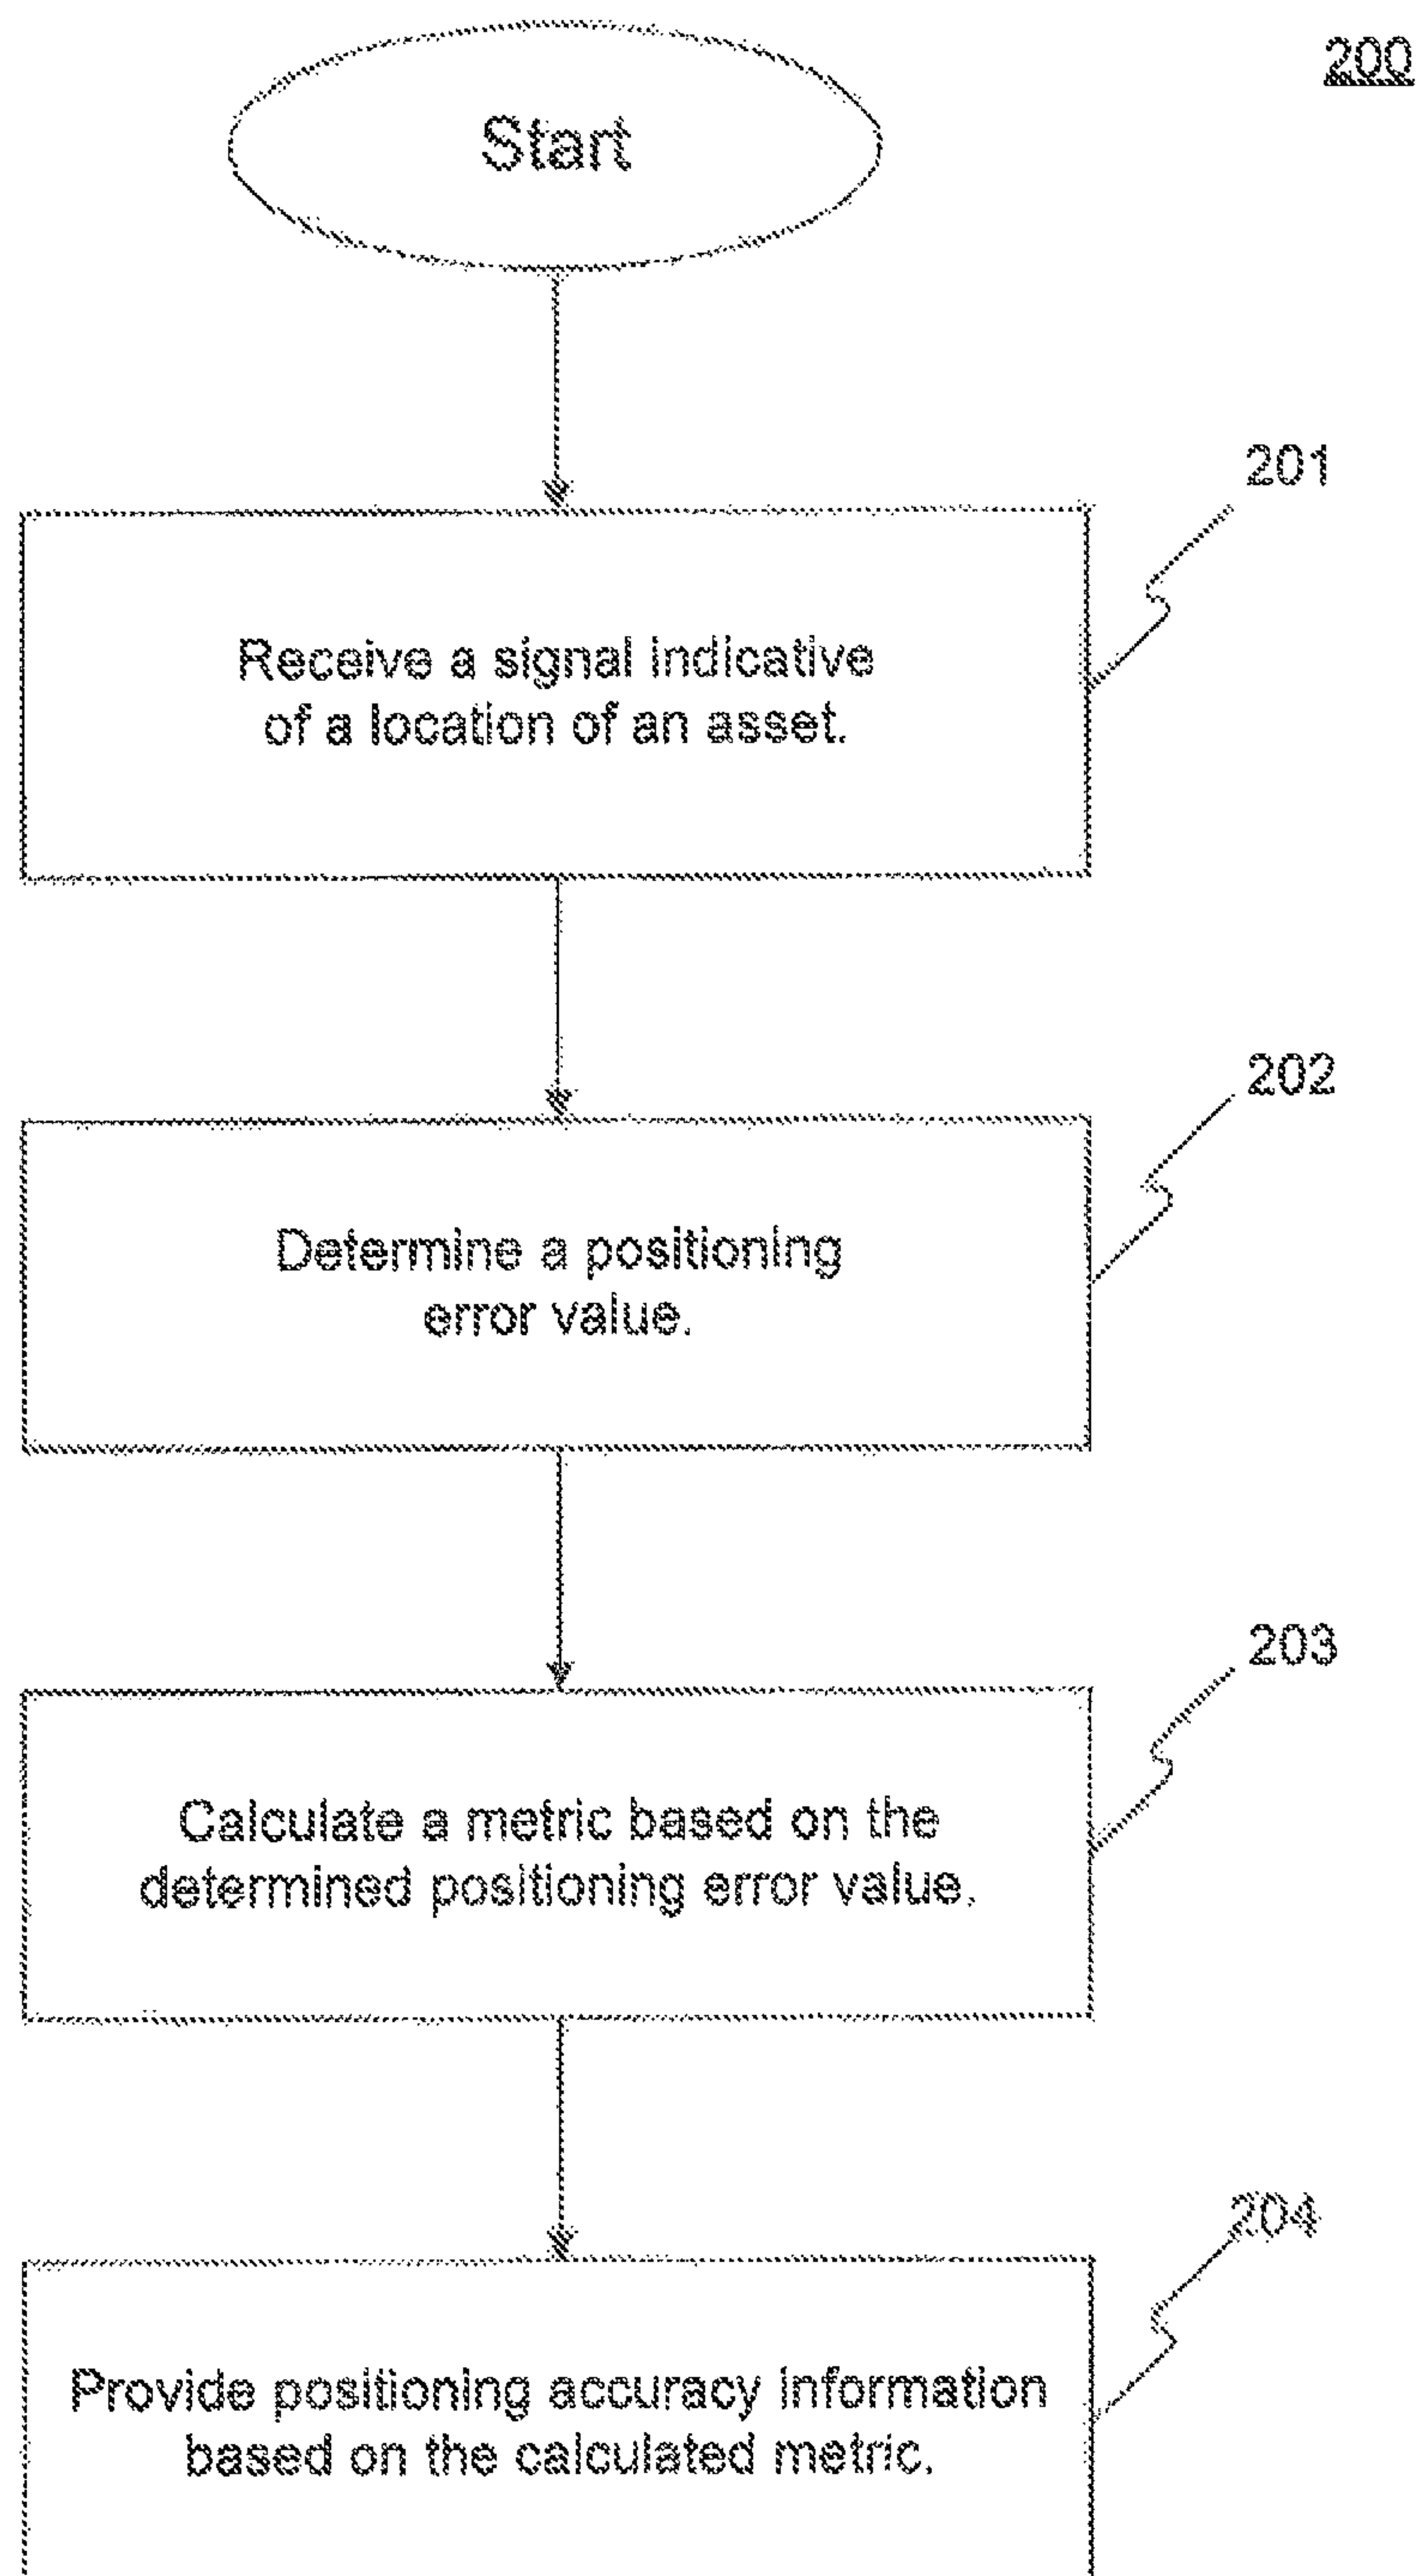 200
Start
201
Receive a signal indicative
of a location of an asset.
202
Determine a positioning
error value.
203
Calculate a metric based on the
determined positioning error value.
204
Provide positioning accuracy information
based on the calculated metric.